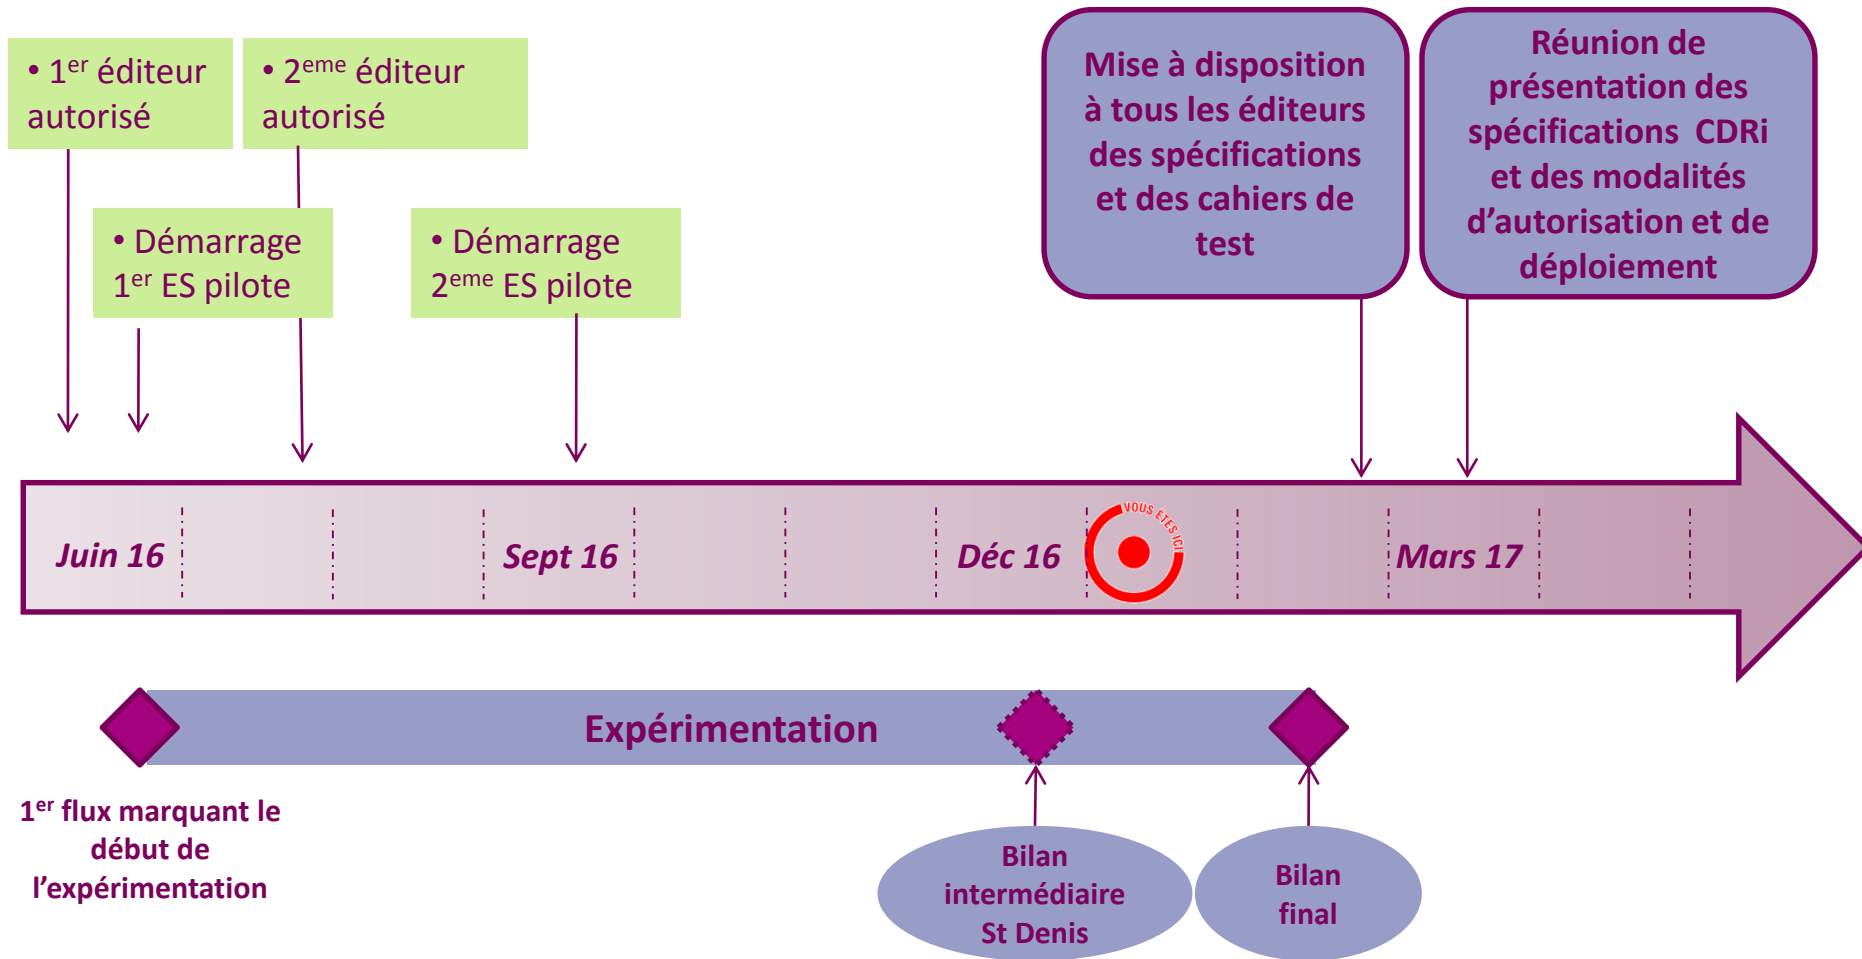 • 1er éditeur
autorisé
• 2eme éditeur
autorisé
• Démarrage
1er ES pilote
• Démarrage
2eme ES pilote
Mise à disposition
à tous les éditeurs
des spécifications
et des cahiers de
test
Réunion de
présentation des
spécifications CDRi
et des modalités
d’autorisation et de
déploiement
Juin 16
Sept 16
Déc 16
VOUS ÊTES ICI
Mars 17
Expérimentation
1er flux marquant le
début de
l’expérimentation
Bilan
intermédiaire
St Denis
Bilan
final